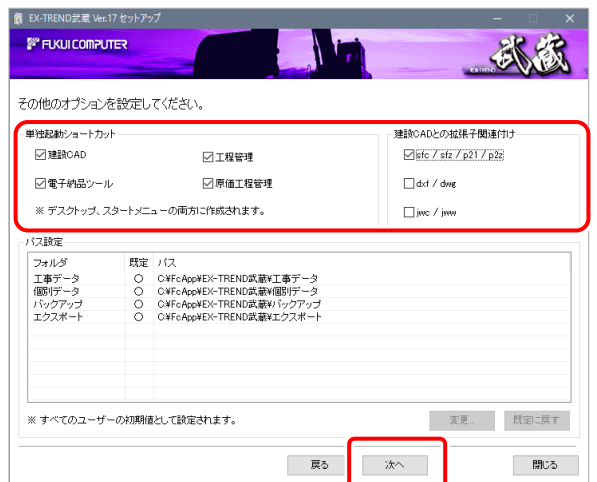 EX-TREND武蔵 Ver.17 セットアップ
FUKUI COMPUTER
EX-TREND 武蔵
その他のオプションを設定してください。
単独起動ショートカット
建設CAD
工程管理
電子納品ツール
原価工程管理
※ デスクトップ、スタートメニューの両方に作成されます。
建設CADとの拡張子関連付け
sfc / sfz / p21 / p2z
dxf / dwg
jwc / jww
パス設定
フォルダ 既定 パス
工事データ ○ C:¥FcApp¥EX-TREND武蔵¥工事データ
個別データ ○ C:¥FcApp¥EX-TREND武蔵¥個別データ
バックアップ ○ C:¥FcApp¥EX-TREND武蔵¥バックアップ
エクスポート ○ C:¥FcApp¥EX-TREND武蔵¥エクスポート
※ すべてのユーザーの初期値として設定されます。
変更... 既定に戻す
戻る 次へ 閉じる